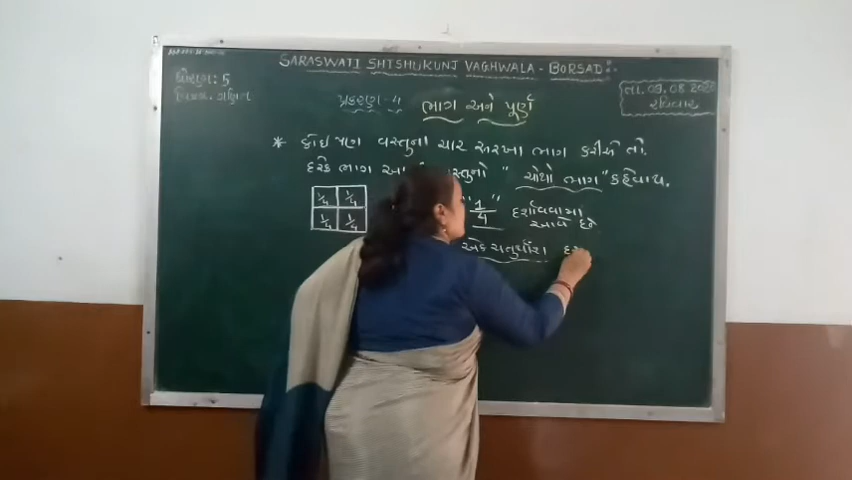 SARASWATI SHISHUKUNJ VAGHWALA - BORSAD
ધોરણ: 5
વિષય. ગણિત
તા. 09.08 2020
રવિવાર
પ્રકરણ - 4
ભાગ અને પૂર્ણ
* કોઈ પણ વસ્તુના ચાર સરખા ભાગ કરીએ તો.
દરેક ભાગ "ચોથો ભાગ" કહેવાય.
1/4 1/4
1/4 1/4
"1/4" દર્શાવવામાં
આવે છે
એક ચતુર્થાંશ